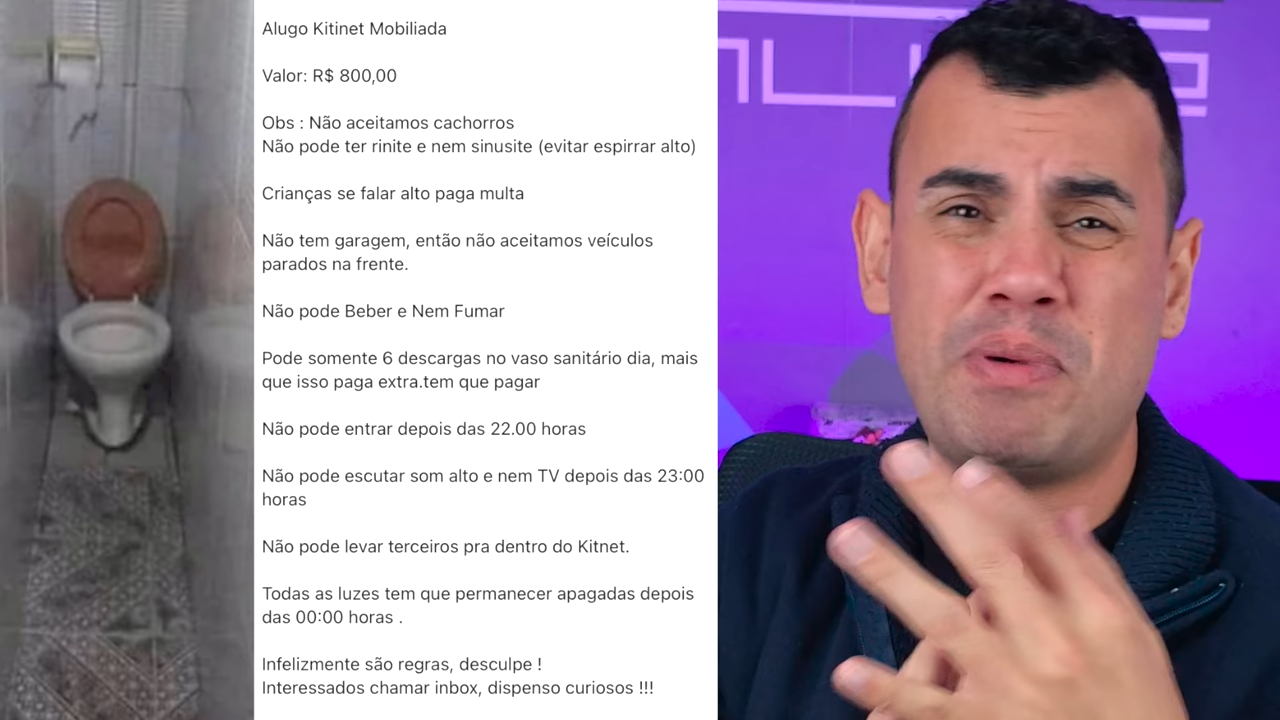 Alugo Kitinet Mobiliada
Valor: R$ 800,00
Obs : Não aceitamos cachorros
Não pode ter rinite e nem sinusite (evitar espirrar alto)
Crianças se falar alto paga multa
Não tem garagem, então não aceitamos veículos
parados na frente.
Não pode Beber e Nem Fumar
Pode somente 6 descargas no vaso sanitário dia, mais
que isso paga extra.tem que pagar
Não pode entrar depois das 22.00 horas
Não pode escutar som alto e nem TV depois das 23:00
horas
Não pode levar terceiros pra dentro do Kitnet.
Todas as luzes tem que permanecer apagadas depois
das 00:00 horas .
Infelizmente são regras, desculpe !
Interessados chamar inbox, dispenso curiosos !!!